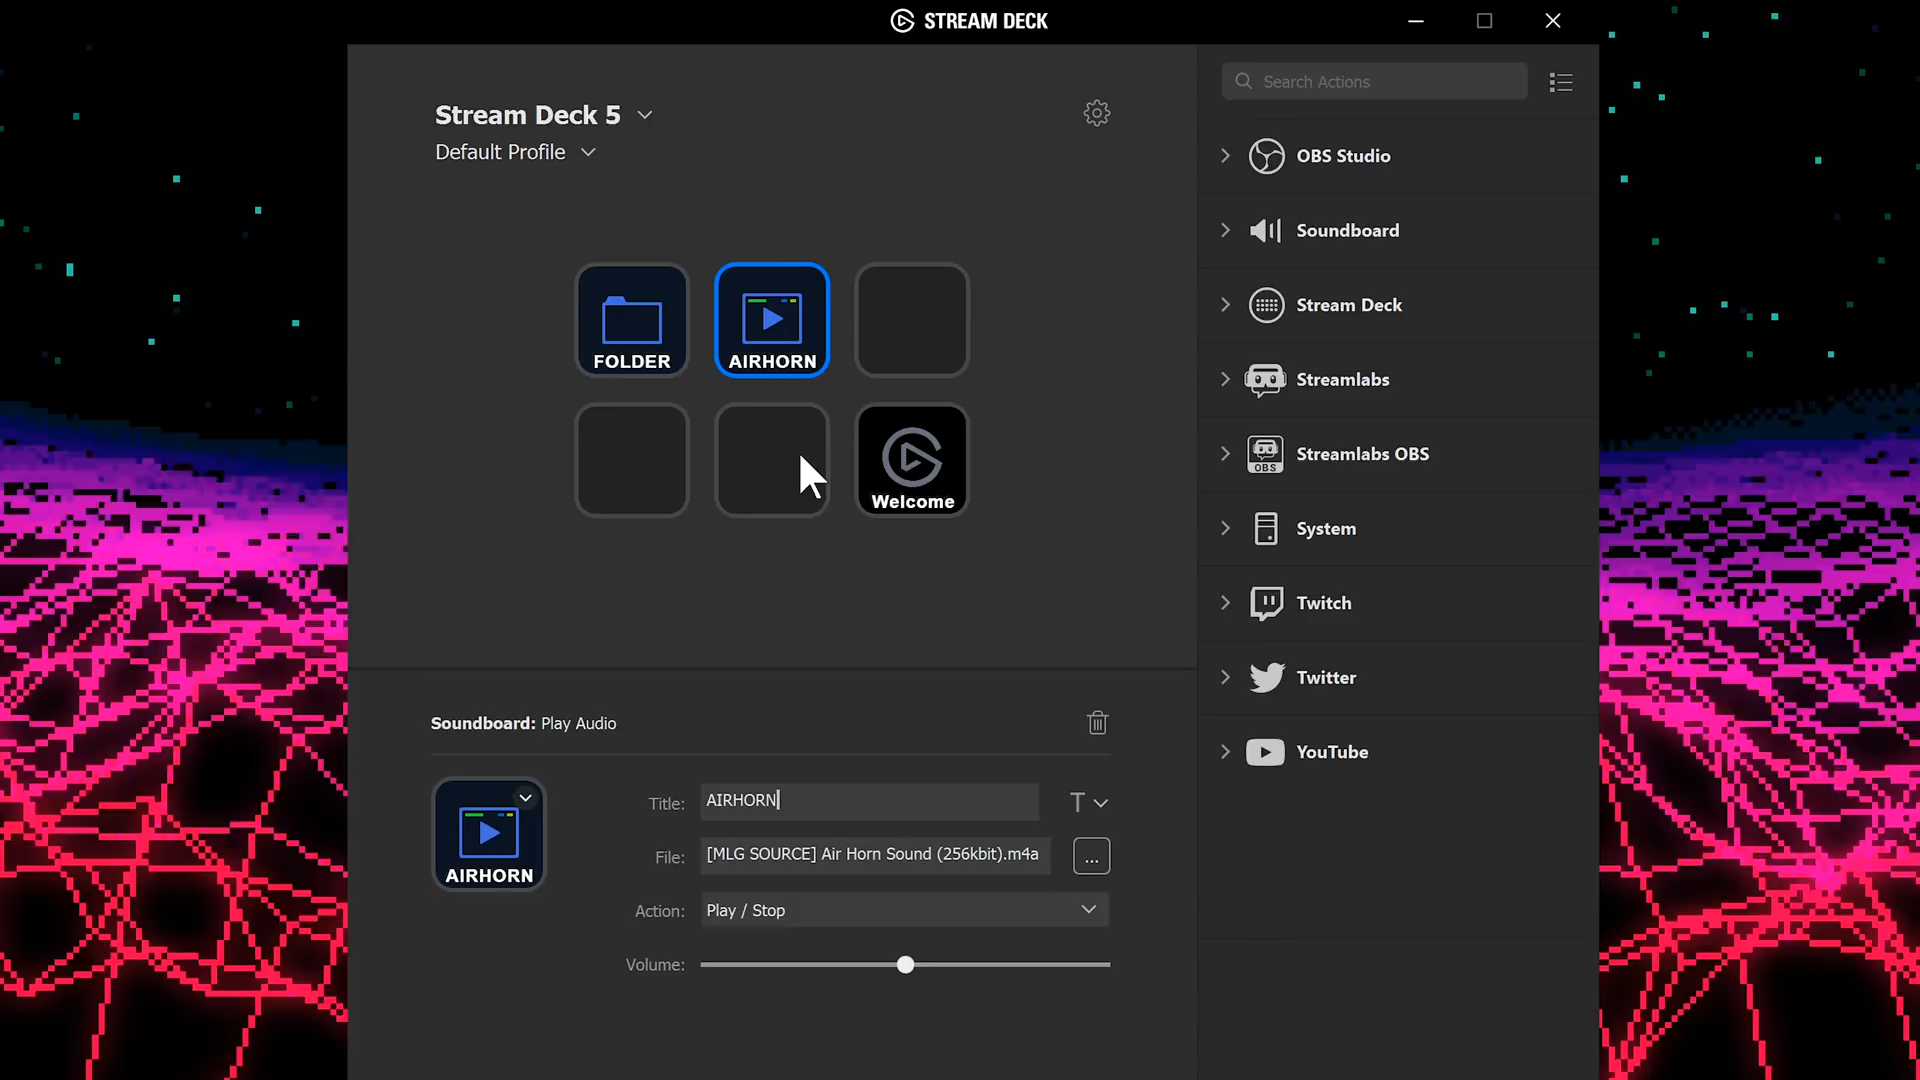 STREAM DECK
Stream Deck 5
Default Profile
FOLDER
AIRHORN
Welcome
Soundboard: Play Audio
AIRHORN
Title: AIRHORN
T
File: [MLG SOURCE] Air Horn Sound (256kbit).m4a
...
Action: Play / Stop
Volume:
Search Actions
OBS Studio
Soundboard
Stream Deck
Streamlabs
OBS
Streamlabs OBS
System
Twitch
Twitter
YouTube